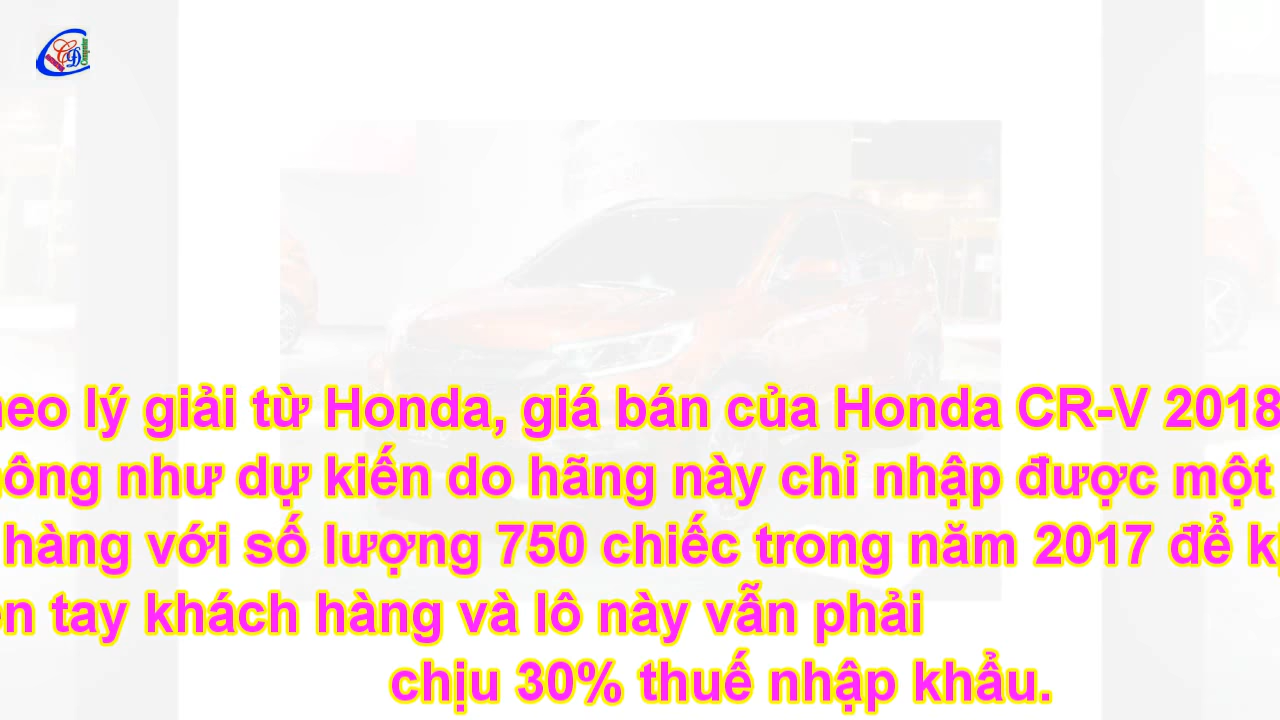 heo lý giải từ Honda, giá bán của Honda CR-V 2018
ông như dự kiến do hãng này chỉ nhập được một
hàng với số lượng 750 chiếc trong năm 2017 để k
n tay khách hàng và lô này vẫn phải
chịu 30% thuế nhập khẩu.
Computer